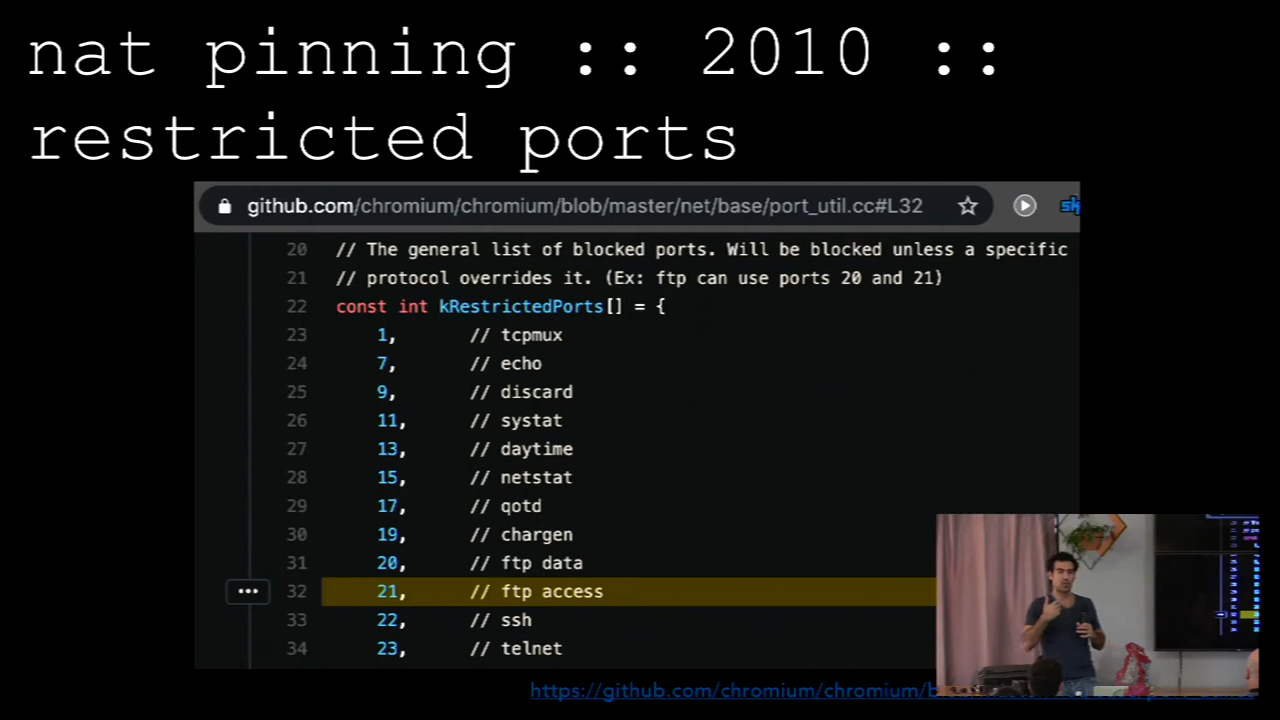 nat pinning :: 2010 ::
restricted ports
github.com/chromium/chromium/blob/master/net/base/port_util.cc#L32
20 // The general list of blocked ports. Will be blocked unless a specific
21 // protocol overrides it. (Ex: ftp can use ports 20 and 21)
22 const int kRestrictedPorts[] = {
23 1, // tcpmux
24 7, // echo
25 9, // discard
26 11, // systat
27 13, // daytime
28 15, // netstat
29 17, // qotd
30 19, // chargen
31 20, // ftp data
32 21, // ftp access
33 22, // ssh
34 23, // telnet
https://github.com/chromium/chromium/